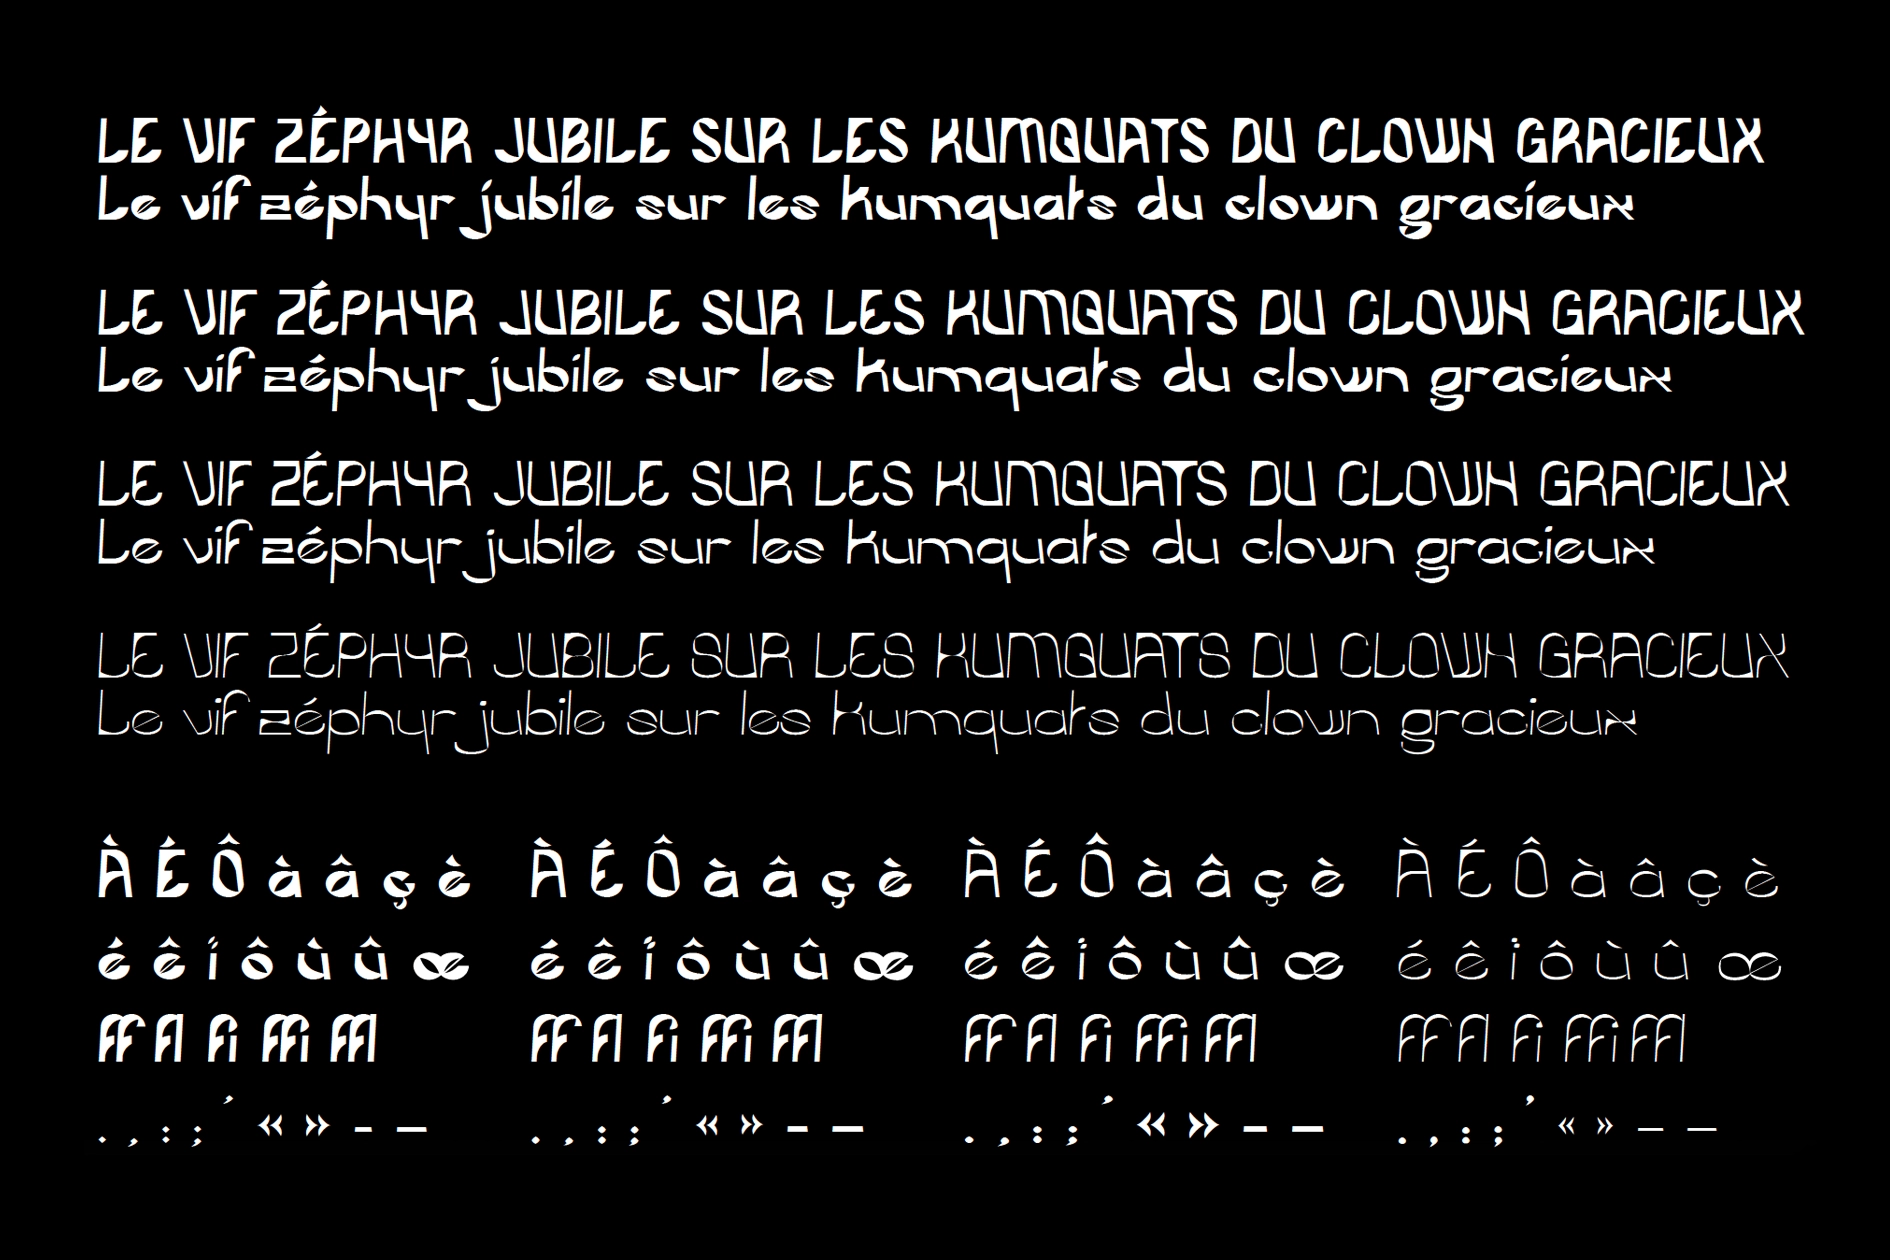 LE VIF ZÉPHYR JUBILE SUR LES KUMQUATS DU CLOWN GRACIEUX
Le vif zéphyr jubile sur les kumquats du clown gracieux
LE VIF ZÉPHYR JUBILE SUR LES KUMQUATS DU CLOWN GRACIEUX
Le vif zéphyr jubile sur les kumquats du clown gracieux
LE VIF ZÉPHYR JUBILE SUR LES KUMQUATS DU CLOWN GRACIEUX
Le vif zéphyr jubile sur les kumquats du clown gracieux
LE VIF ZÉPHYR JUBILE SUR LES KUMQUATS DU CLOWN GRACIEUX
Le vif zéphyr jubile sur les kumquats du clown gracieux
À É Ô à â ç è À É Ô à â ç è À É Ô à â ç è À É Ô à â ç è
é ê i ô ù û œ é ê i ô ù û œ é ê i ô ù û œ é ê i ô ù û œ
ff fl fi ffi ffl ff fl fi ffi ffl ff fl fi ffi ffl ff fl fi ffi ffl
. , : ; ’ « » – — . , : ; ’ « » – — . , : ; ’ « » – — . , : ; ’ « » – —